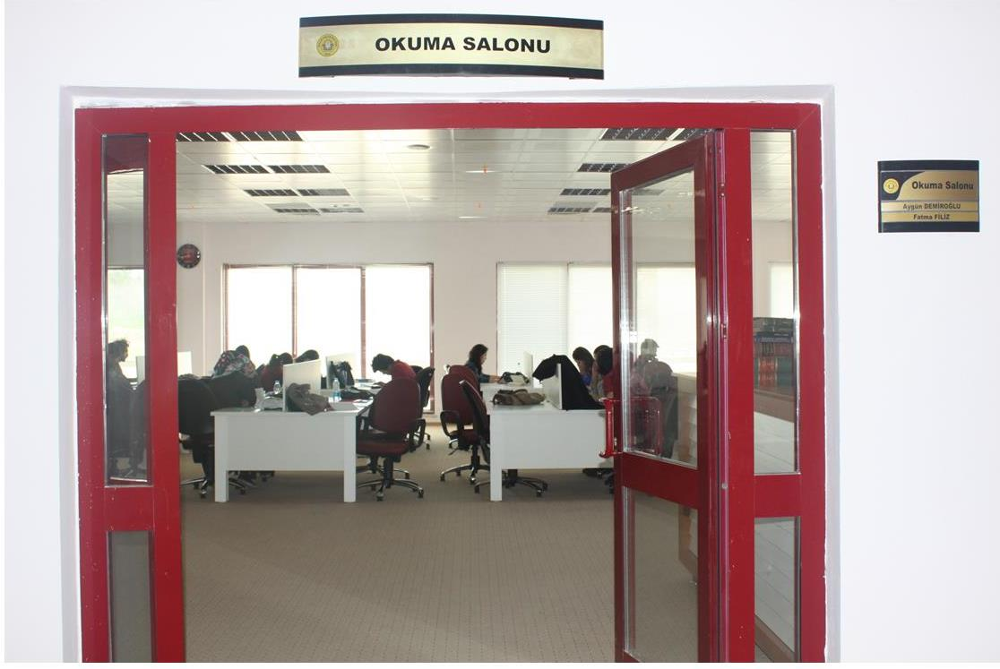 OKUMA SALONU
Okuma Salonu
Aygün DEMİROĞLU
Fatma FİLİZ